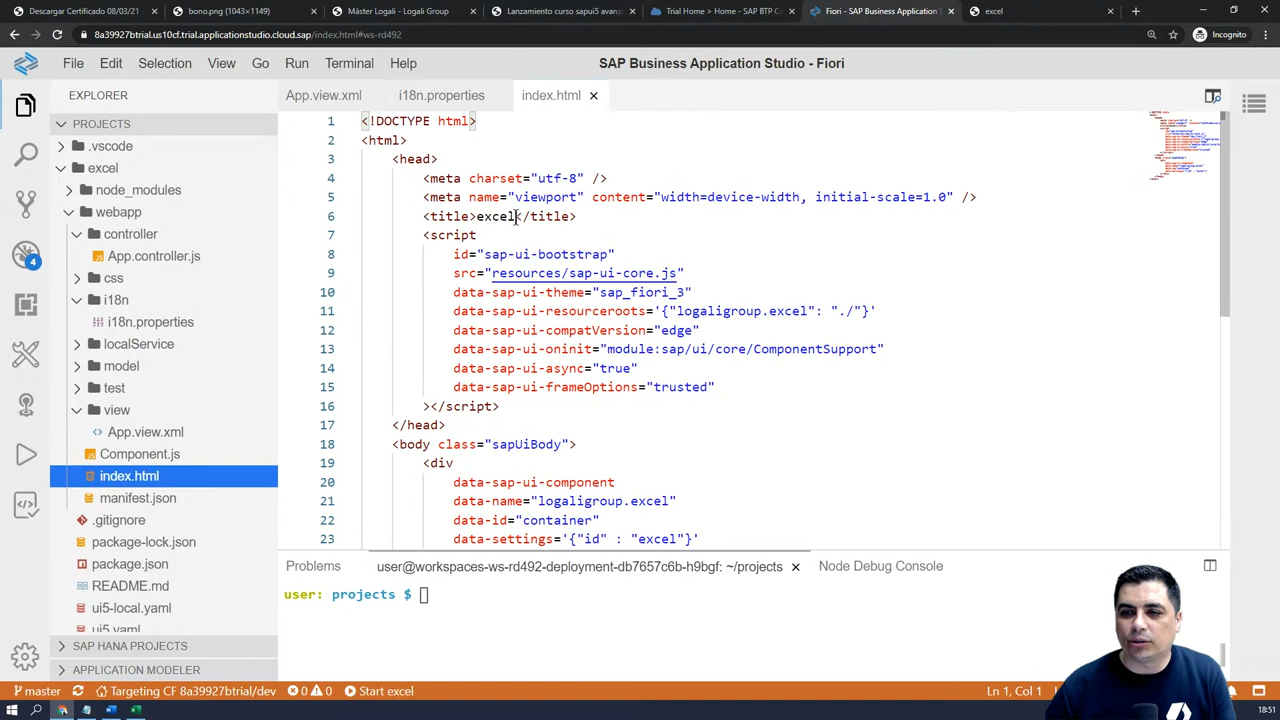 Descargar Certificados 20:10
bono.png (1043×1149)
Máster Logali - Logali Group
Lanzamiento curso sapui5 avanzado
Trial Home > Home - SAP BTP C
Fiori - SAP Business Application S
excel
8a39927btrial.us10cf.trial.applicationstudio.cloud.sap/index.html#ws-rd492
Incognito
File Edit Selection View Go Run Terminal Help
SAP Business Application Studio - Fiori
EXPLORER
App.view.xml
i18n.properties
index.html
PROJECTS
.vscode
excel
node_modules
webapp
controller
App.controller.js
css
i18n
i18n.properties
localService
model
test
view
App.view.xml
Component.js
index.html
manifest.json
.gitignore
package-lock.json
package.json
README.md
ui5-local.yaml
ui5.yaml
SAP HANA PROJECTS
APPLICATION MODELER
4
1 <!DOCTYPE html>
2 <html>
3 <head>
4 <meta charset="utf-8" />
5 <meta name="viewport" content="width=device-width, initial-scale=1.0" />
6 <title>excel</title>
7 <script
8 id="sap-ui-bootstrap"
9 src="resources/sap-ui-core.js"
10 data-sap-ui-theme="sap_fiori_3"
11 data-sap-ui-resourceroots='{"logaligroup.excel": "./"}'
12 data-sap-ui-compatVersion="edge"
13 data-sap-ui-oninit="module:sap/ui/core/ComponentSupport"
14 data-sap-ui-async="true"
15 data-sap-ui-frameOptions="trusted"
16 ></script>
17 </head>
18 <body class="sapUiBody">
19 <div
20 data-sap-ui-component
21 data-name="logaligroup.excel"
22 data-id="container"
23 data-settings='{"id" : "excel"}'
Problems
user@workspaces-ws-rd492-deployment-db7657c6b-h9bgf: ~/projects
Node Debug Console
user: projects $
master
Targeting CF 8a39927btrial/dev
0 0
Start excel
Ln 1, Col 1
18:51